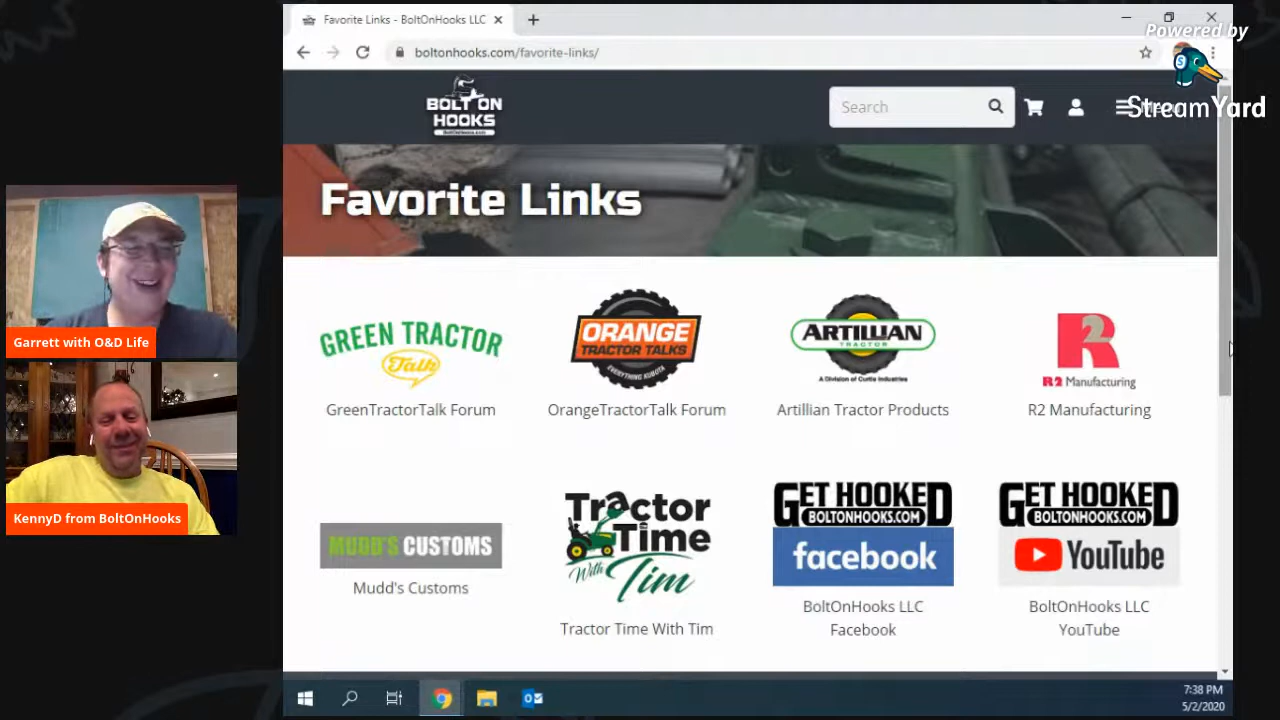 Favorite Links - BoltOnHooks LLC
boltonhooks.com/favorite-links/
Powered by
StreamYard
BOLT ON
HOOKS
BoltOnHooks.com
Search
Favorite Links
Garrett with O&D Life
KennyD from BoltOnHooks
GREEN TRACTOR
Talk
GreenTractorTalk Forum
ORANGE
TRACTOR TALKS
EVERYTHING KUBOTA
OrangeTractorTalk Forum
ARTILLIAN
TRACTOR
A Division of Curtis Industries
Artillian Tractor Products
R2
R2 Manufacturing
R2 Manufacturing
MUDD'S CUSTOMS
Mudd's Customs
Tractor
Time
With Tim
Tractor Time With Tim
GET HOOKED
BOLTONHOOKS.COM
facebook
BoltOnHooks LLC
Facebook
GET HOOKED
BOLTONHOOKS.COM
YouTube
BoltOnHooks LLC
YouTube
7:38 PM
5/2/2020